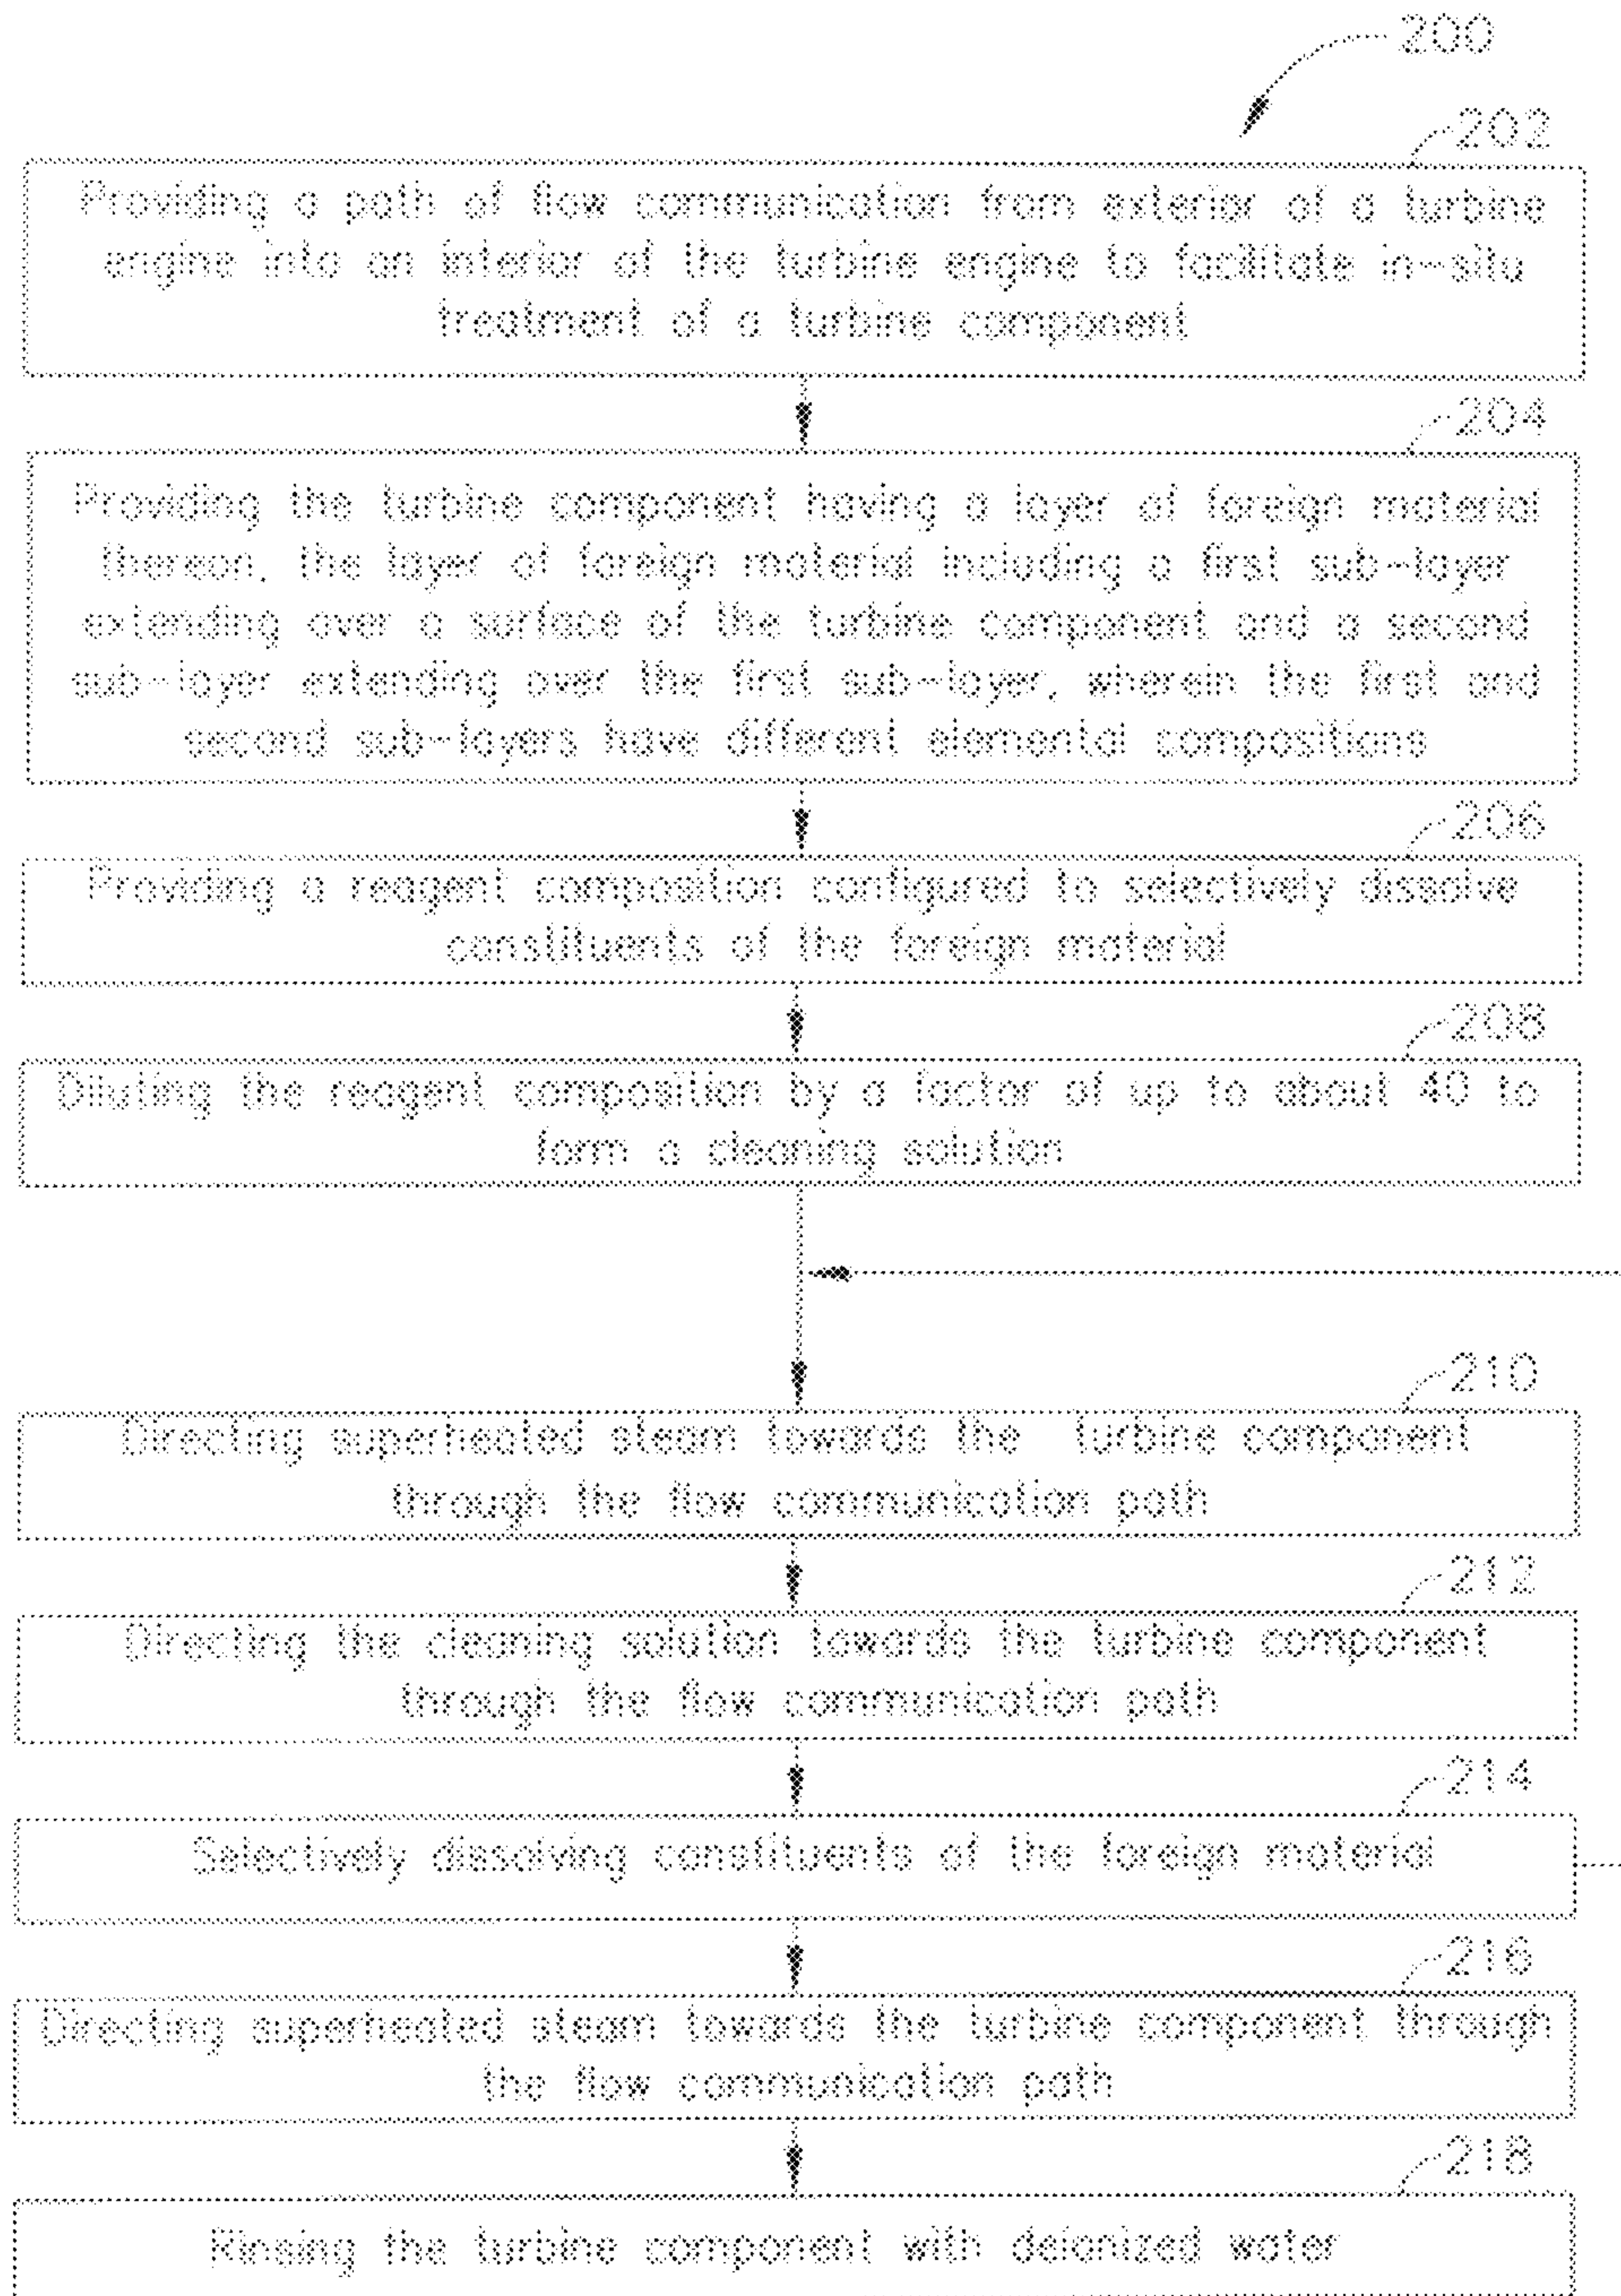 200
202
Providing a path of flow communication from exterior of a turbine
engine into an interior of the turbine engine to facilitate in-situ
treatment of a turbine component
204
Providing the turbine component having a layer of foreign material
thereon, the layer of foreign material including a first sub-layer
extending over a surface of the turbine component and a second
sub-layer extending over the first sub-layer, wherein the first and
second sub-layers have different elemental compositions
206
Providing a reagent composition configured to selectively dissolve
constituents of the foreign material
208
Diluting the reagent composition by a factor of up to about 40 to
form a cleaning solution
210
Directing superheated steam towards the turbine component
through the flow communication path
212
Directing the cleaning solution towards the turbine component
through the flow communication path
214
Selectively dissolving constituents of the foreign material
216
Directing superheated steam towards the turbine component through
the flow communication path
218
Rinsing the turbine component with deionized water